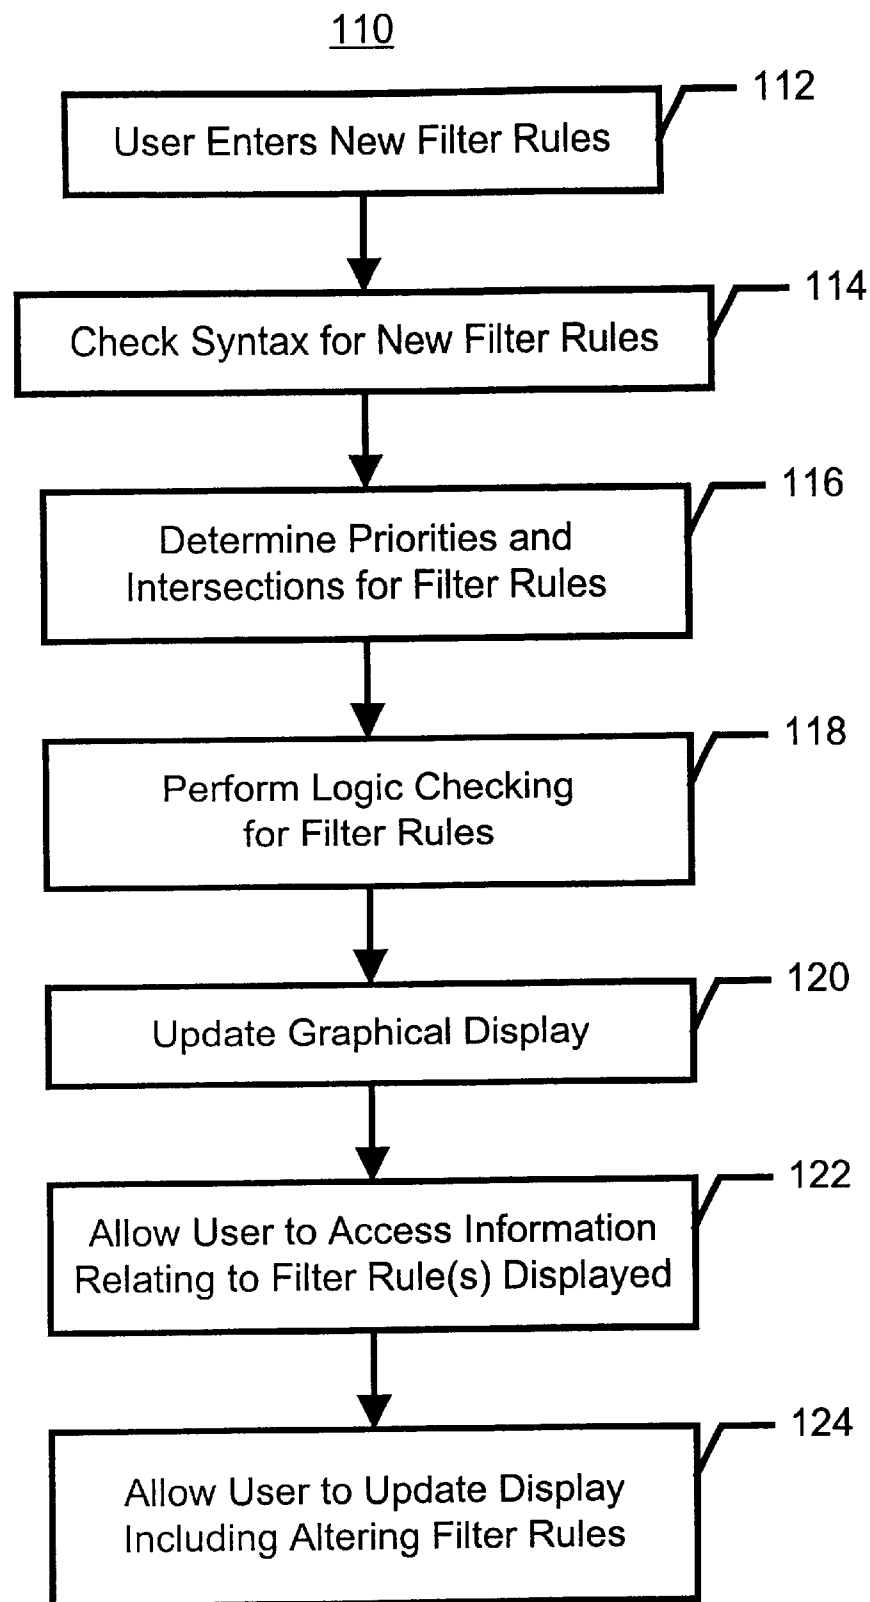 110
112
User Enters New Filter Rules
114
Check Syntax for New Filter Rules
116
Determine Priorities and
Intersections for Filter Rules
118
Perform Logic Checking
for Filter Rules
120
Update Graphical Display
122
Allow User to Access Information
Relating to Filter Rule(s) Displayed
124
Allow User to Update Display
Including Altering Filter Rules